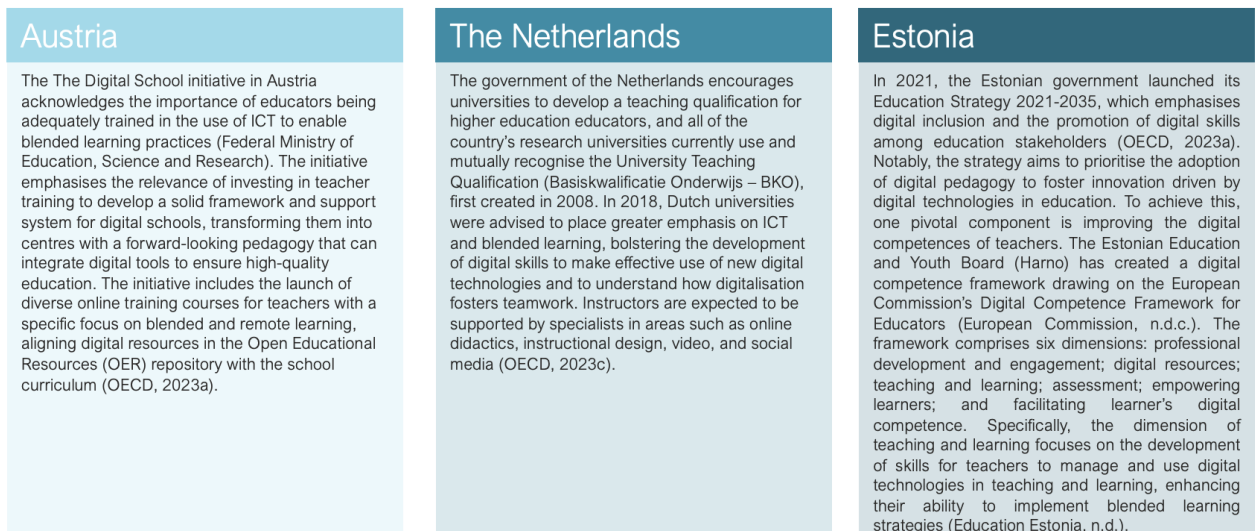 Austria
The The Digital School initiative in Austria
acknowledges the importance of educators being
adequately trained in the use of ICT to enable
blended learning practices (Federal Ministry of
Education, Science and Research). The initiative
emphasises the relevance of investing in teacher
training to develop a solid framework and support
system for digital schools, transforming them into
centres with a forward-looking pedagogy that can
integrate digital tools to ensure high-quality
education. The initiative includes the launch of
diverse online training courses for teachers with a
specific focus on blended and remote learning,
aligning digital resources in the Open Educational
Resources (OER) repository with the school
curriculum (OECD, 2023a).
The Netherlands
The government of the Netherlands encourages
universities to develop a teaching qualification for
higher education educators, and all of the
country's research universities currently use and
mutually recognise the University Teaching
Qualification (Basiskwalificatie Onderwijs – BKO),
first created in 2008. In 2018, Dutch universities
were advised to place greater emphasis on ICT
and blended learning, bolstering the development
of digital skills to make effective use of new digital
technologies and to understand how digitalisation
fosters teamwork. Instructors are expected to be
supported by specialists in areas such as online
didactics, instructional design, video, and social
media (OECD, 2023c).
Estonia
In 2021, the Estonian government launched its
Education Strategy 2021-2035, which emphasises
digital inclusion and the promotion of digital skills
among education stakeholders (OECD, 2023a).
Notably, the strategy aims to prioritise the adoption
of digital pedagogy to foster innovation driven by
digital technologies in education. To achieve this,
one pivotal component is improving the digital
competences of teachers. The Estonian Education
and Youth Board (Harno) has created a digital
competence framework drawing on the European
Commission's Digital Competence Framework for
Educators (European Commission, n.d.c.). The
framework comprises six dimensions: professional
development and engagement; digital resources;
teaching and learning; assessment; empowering
learners; and facilitating learner's digital
competence. Specifically, the dimension of
teaching and learning focuses on the development
of skills for teachers to manage and use digital
technologies in teaching and learning, enhancing
their ability to implement blended learning
strategies (Education Estonia, n.d.).